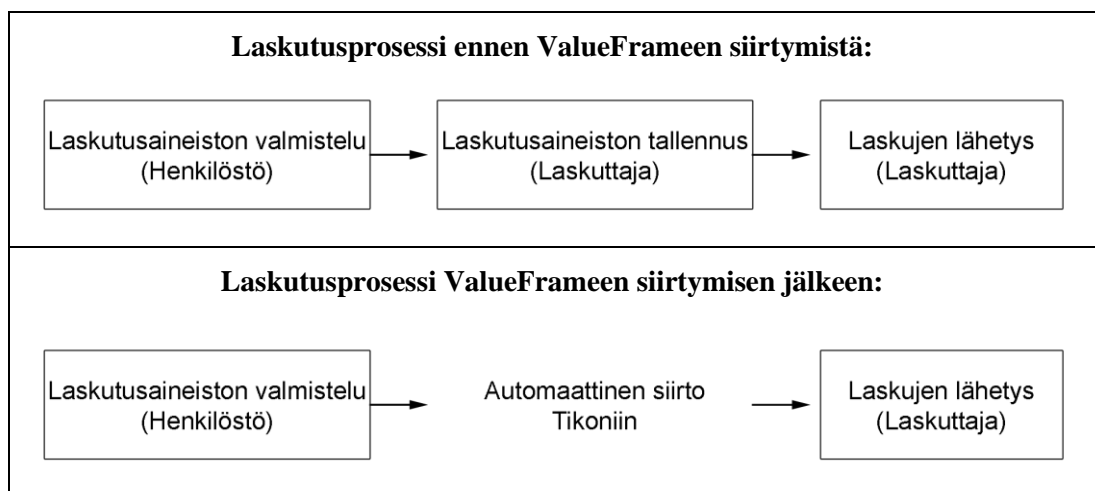 Laskutusprosessi ennen ValueFrameen siirtymistä:
Laskutusaineiston valmistelu
(Henkilöstö)
Laskutusaineiston tallennus
(Laskuttaja)
Laskujen lähetys
(Laskuttaja)
Laskutusprosessi ValueFrameen siirtymisen jälkeen:
Laskutusaineiston valmistelu
(Henkilöstö)
Automaattinen siirto
Tikoniin
Laskujen lähetys
(Laskuttaja)